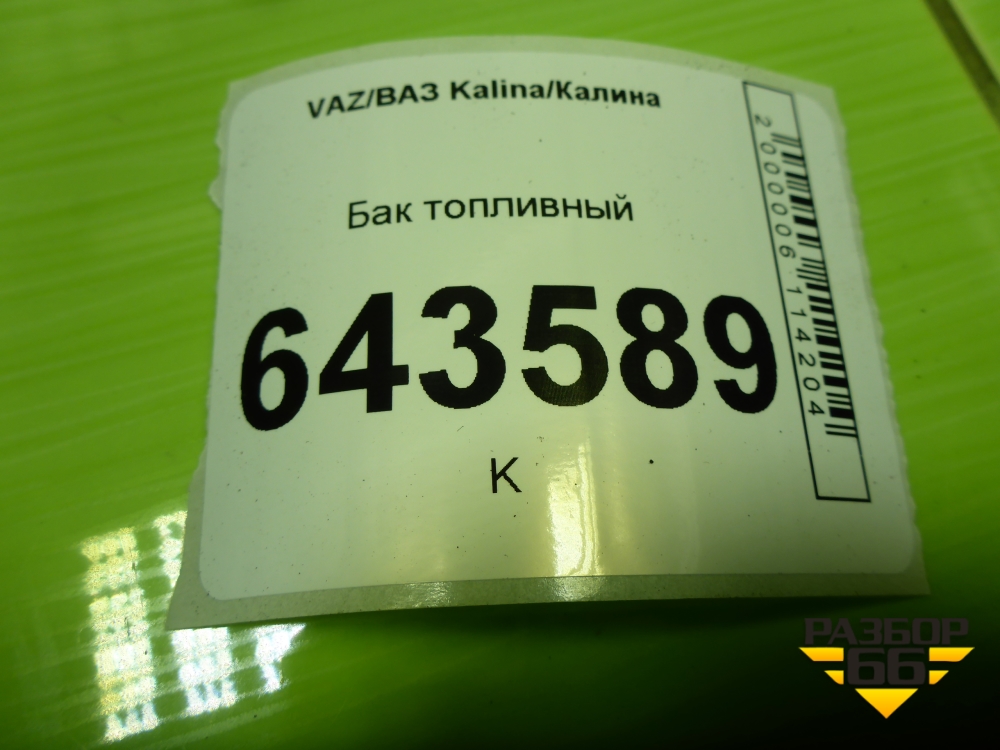 VAZ/ВАЗ Kalina/Калина
Бак топливный
643589
К
2000006114204
РАЗБОР
66